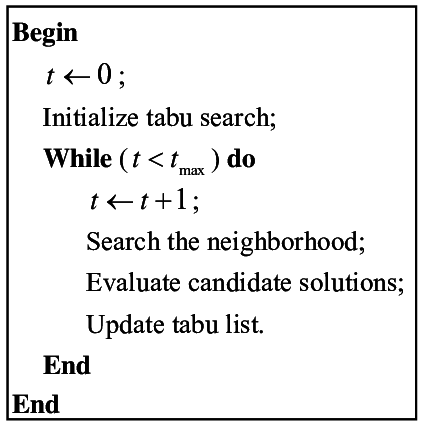 Begin
t ← 0 ;
Initialize tabu search;
While ( t < t_max ) do
t ← t +1 ;
Search the neighborhood;
Evaluate candidate solutions;
Update tabu list.
End
End